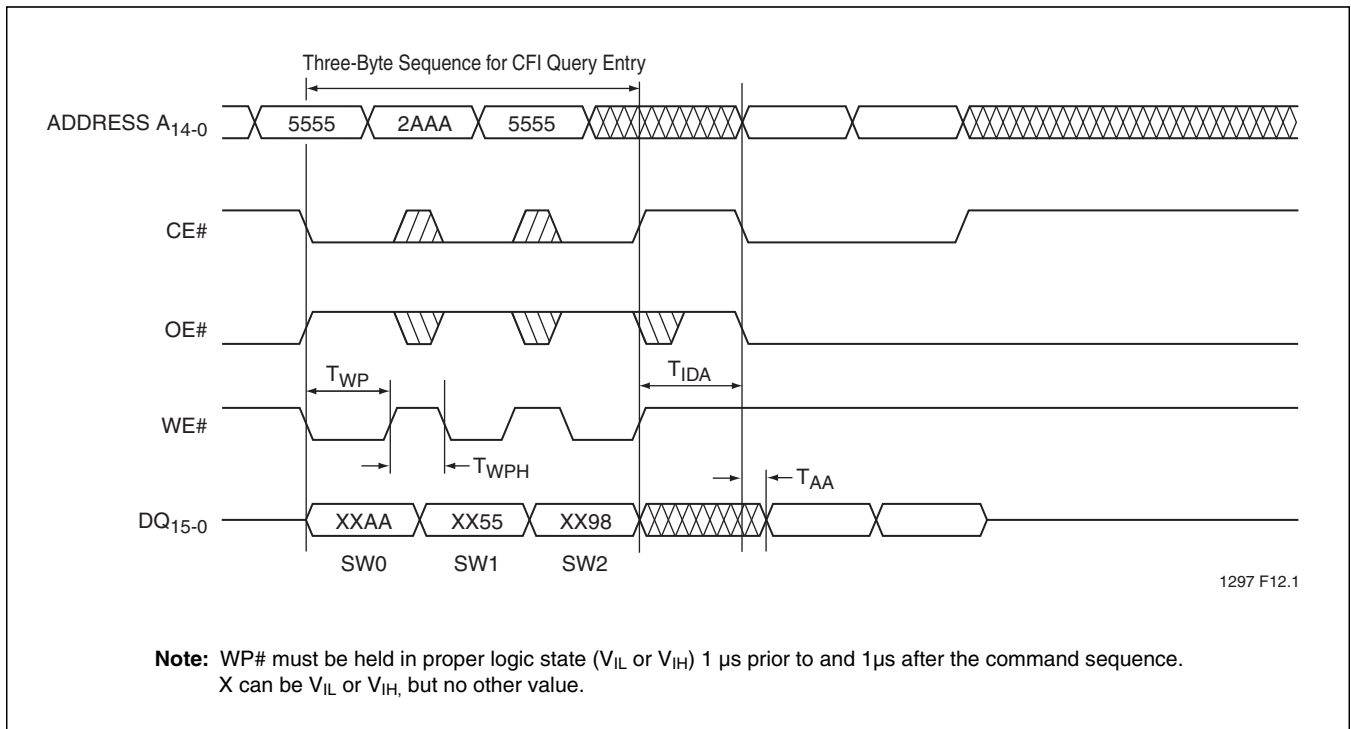 Three-Byte Sequence for CFI Query Entry
ADDRESS A14-0
5555 2AAA 5555
CE#
OE#
TWP
TIDA
WE#
TWPH
TAA
DQ15-0
XXAA XX55 XX98
SW0 SW1 SW2
1297 F12.1
Note: WP# must be held in proper logic state (VIL or VIH) 1 µs prior to and 1µs after the command sequence.
X can be VIL or VIH, but no other value.